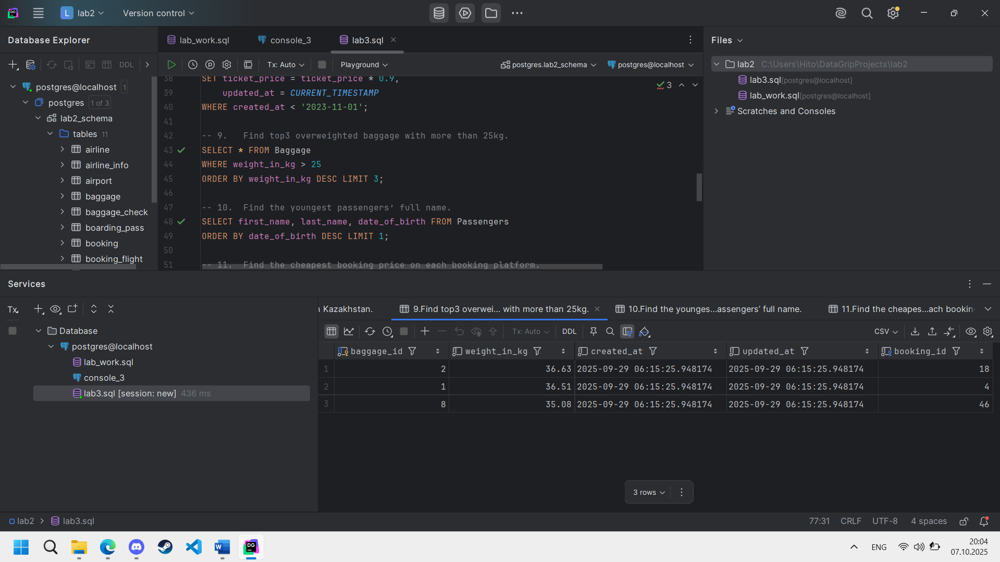 L lab2 Version control
Database Explorer
lab_work.sql console_3 lab3.sql
Files
DDL
Tx: Auto Playground postgres.lab2_schema postgres@localhost
lab2 C:\Users\Hito\DataGripProjects\lab2
lab3.sql[postgres@localhost]
lab_work.sql[postgres@localhost]
Scratches and Consoles
postgres@localhost 1
postgres 1 of 3
lab2_schema
tables 11
airline
airline_info
airport
baggage
baggage_check
boarding_pass
booking
booking_flight
3
38 SET ticket_price = ticket_price * 0.9,
39 updated_at = CURRENT_TIMESTAMP
40 WHERE created_at < '2023-11-01';
41
42 -- 9. Find top3 overweighted baggage with more than 25kg.
43 SELECT * FROM Baggage
44 WHERE weight_in_kg > 25
45 ORDER BY weight_in_kg DESC LIMIT 3;
46
47 -- 10. Find the youngest passengers’ full name.
48 SELECT first_name, last_name, date_of_birth FROM Passengers
49 ORDER BY date_of_birth DESC LIMIT 1;
50
51 -- 11. Find the cheapest booking price on each booking platform.
Services
Tx
Database
postgres@localhost
lab_work.sql
console_3
lab3.sql [session: new] 436 ms
n Kazakhstan. 9.Find top3 overwei... with more than 25kg. 10.Find the younges...assengers’ full name. 11.Find the cheapes...ach bookin
Tx: Auto DDL CSV
baggage_id weight_in_kg created_at updated_at booking_id
1 2 36.63 2025-09-29 06:15:25.948174 2025-09-29 06:15:25.948174 18
2 1 36.51 2025-09-29 06:15:25.948174 2025-09-29 06:15:25.948174 4
3 8 35.08 2025-09-29 06:15:25.948174 2025-09-29 06:15:25.948174 46
3 rows
lab2 > lab3.sql
77:31 CRLF UTF-8 4 spaces
ENG
20:04
07.10.2025